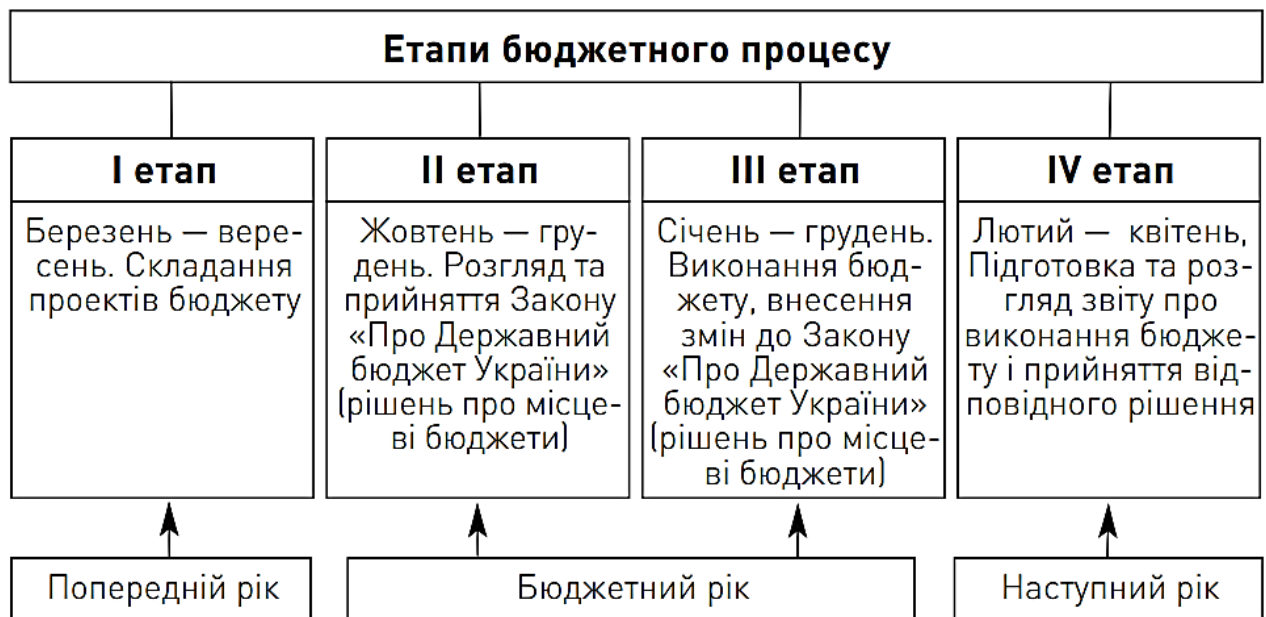 Етапи бюджетного процесу
I етап
Березень — вере-
сень. Складання
проектів бюджету
II етап
Жовтень — гру-
день. Розгляд та
прийняття Закону
«Про Державний
бюджет України»
(рішень про місце-
ві бюджети)
III етап
Січень — грудень.
Виконання бюд-
жету, внесення
змін до Закону
«Про Державний
бюджет України»
(рішень про місце-
ві бюджети)
IV етап
Лютий — квітень,
Підготовка та роз-
гляд звіту про
виконання бюдже-
ту і прийняття від-
повідного рішення
Попередній рік
Бюджетний рік
Наступний рік